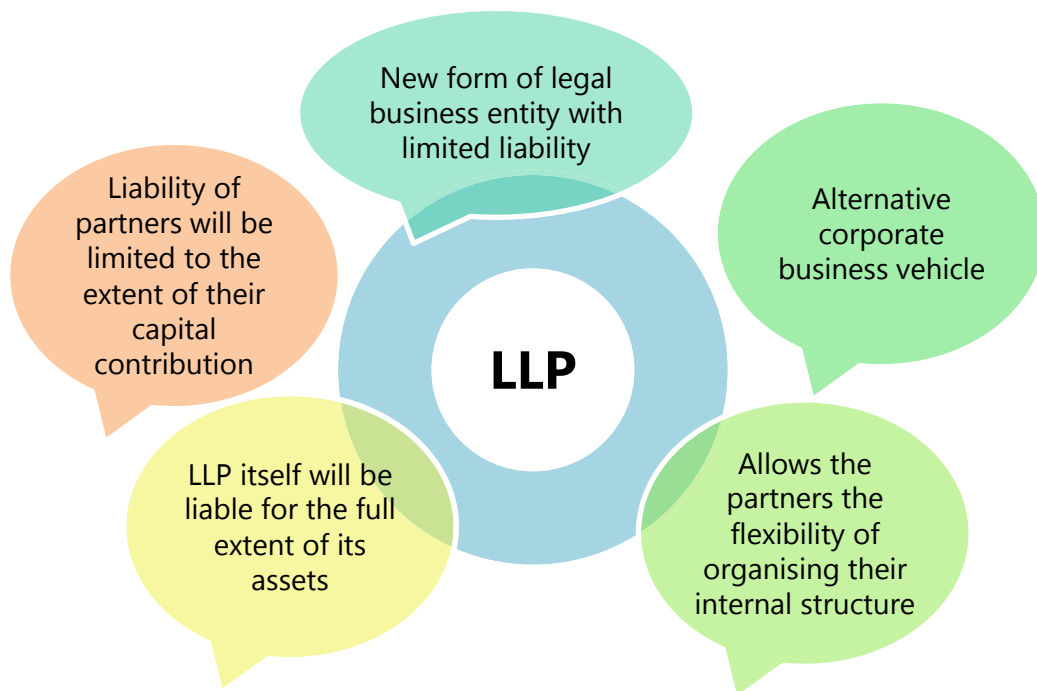 New form of legal
business entity with
limited liability
Alternative
corporate
business vehicle
Allows the
partners the
flexibility of
organising their
internal structure
LLP itself will be
liable for the full
extent of its
assets
Liability of
partners will be
limited to the
extent of their
capital
contribution
LLP